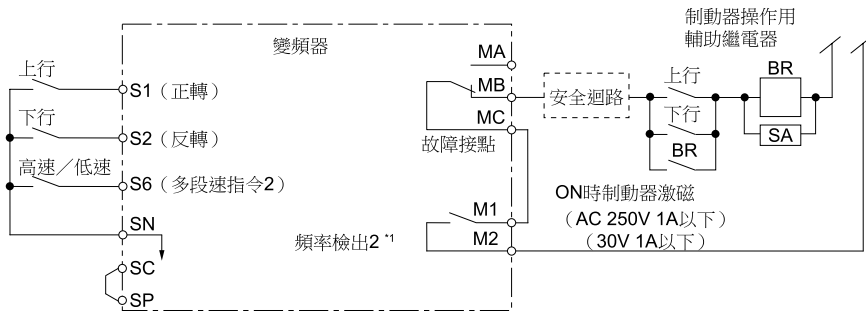 制動器操作用
輔助繼電器
變頻器
MA
上行
S1（正轉）
MB
安全迴路
上行
BR
下行
MC
下行
SA
S2（反轉）
故障接點
BR
高速／低速
S6（多段速指令2）
ON時制動器激磁
（AC 250V 1A以下）
（30V 1A以下）
SN
M1
頻率檢出2 *1
M2
SC
SP